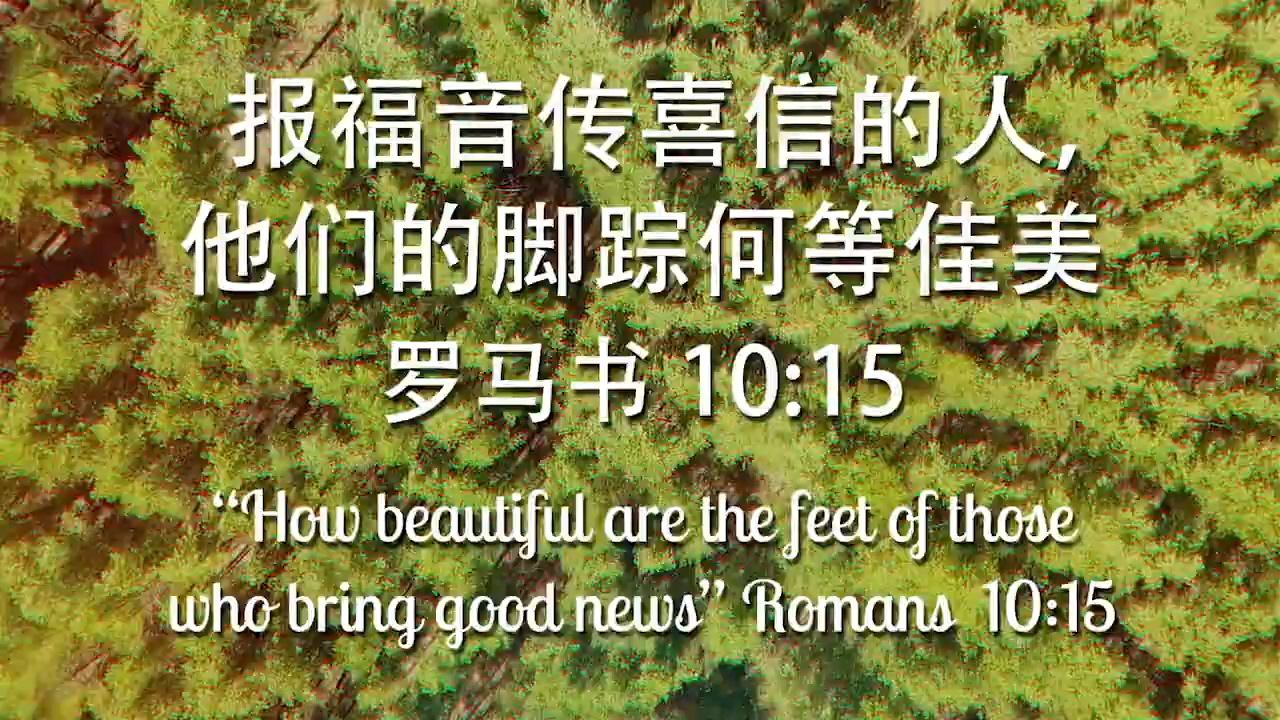 报福音传喜信的人,
他们的脚踪何等佳美
罗马书 10:15
“How beautiful are the feet of those
who bring good news” Romans 10:15